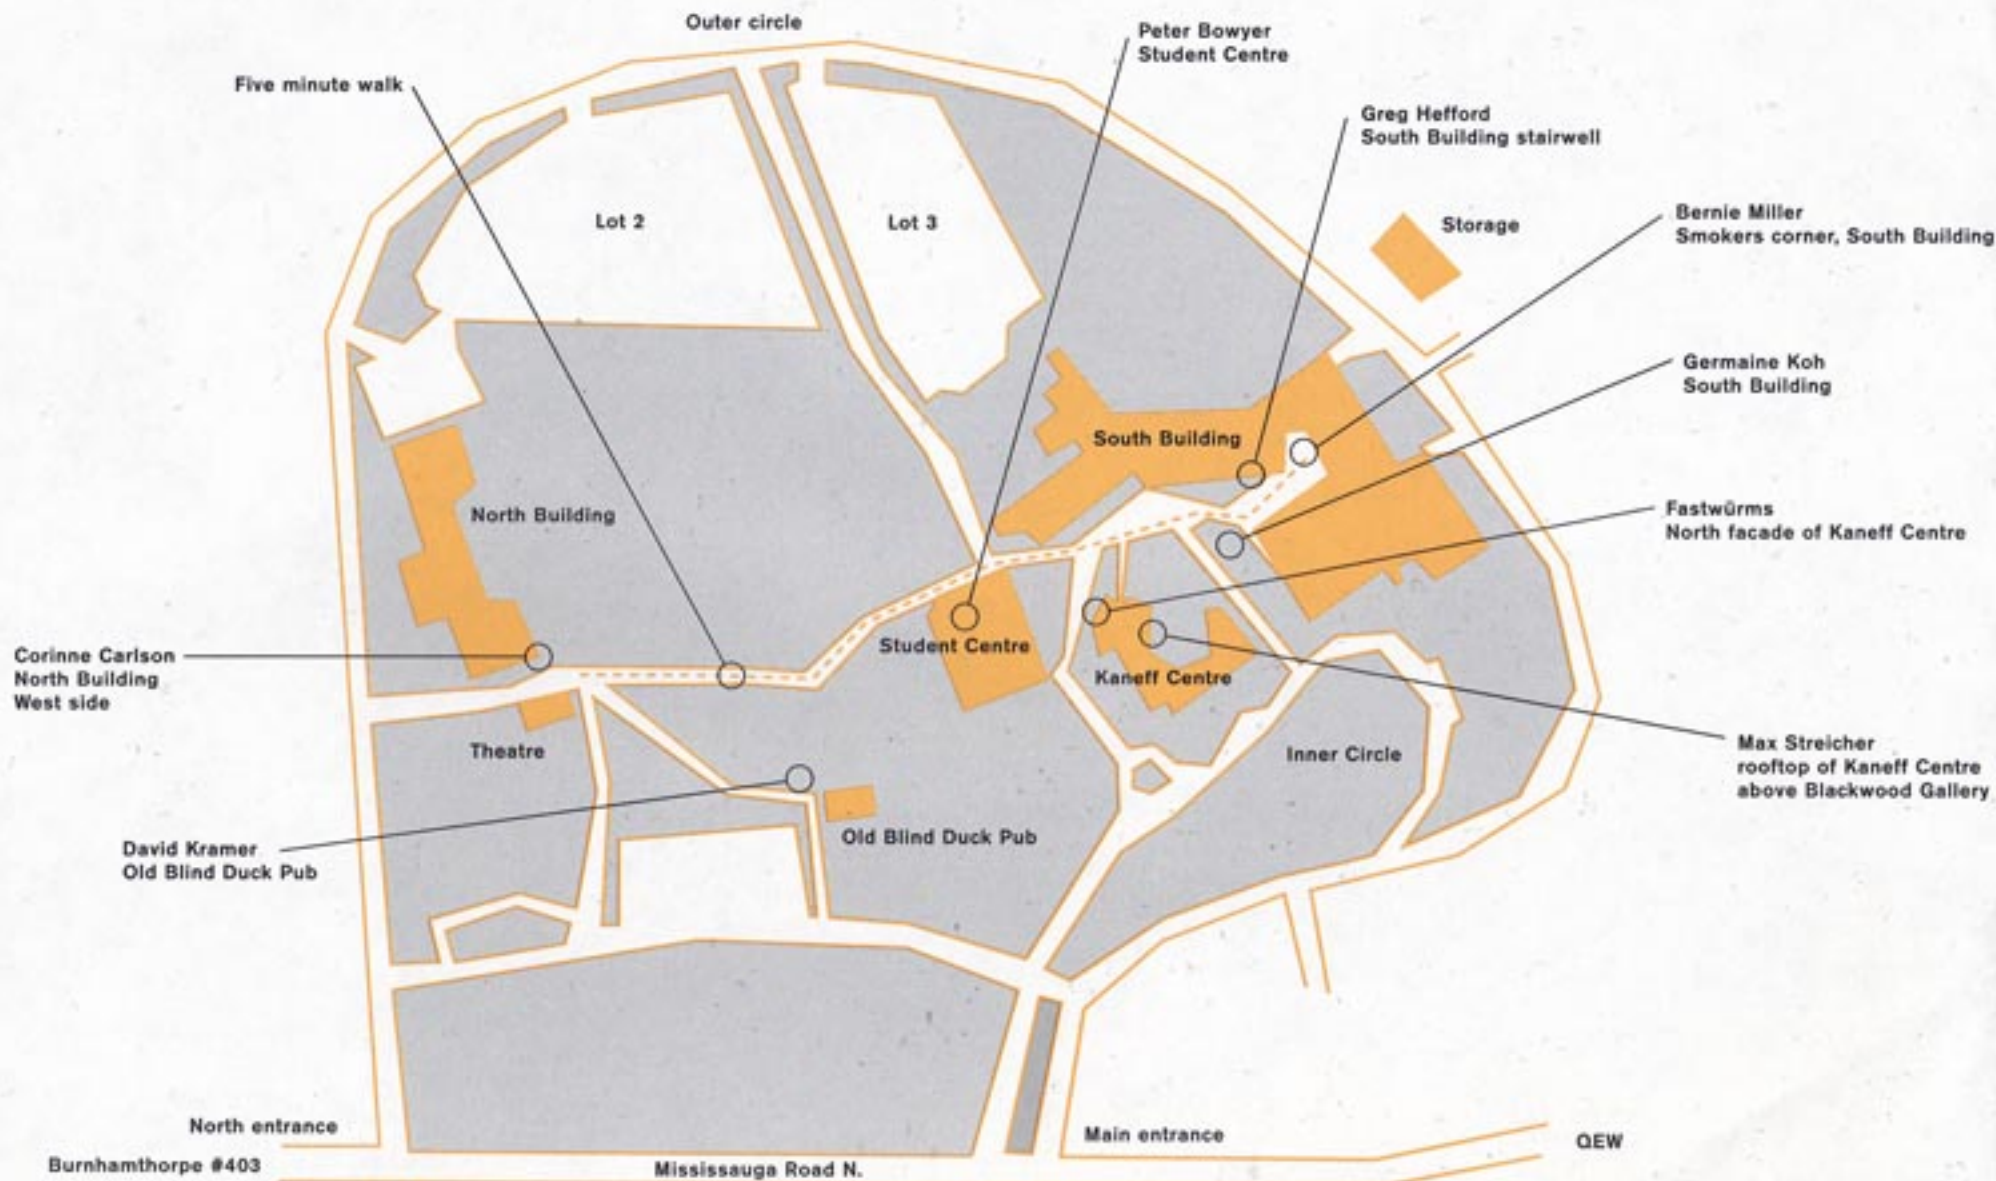 Outer circle
Peter Bowyer
Student Centre
Five minute walk
Greg Hefford
South Building stairwell
Lot 2
Lot 3
Storage
Bernie Miller
Smokers corner, South Building
Germaine Koh
South Building
South Building
North Building
Fastwürms
North facade of Kaneff Centre
Student Centre
Corinne Carlson
North Building
West side
Kaneff Centre
Theatre
Inner Circle
Max Streicher
rooftop of Kaneff Centre
above Blackwood Gallery
David Kramer
Old Blind Duck Pub
Old Blind Duck Pub
North entrance
Main entrance
QEW
Burnhamthorpe #403
Mississauga Road N.